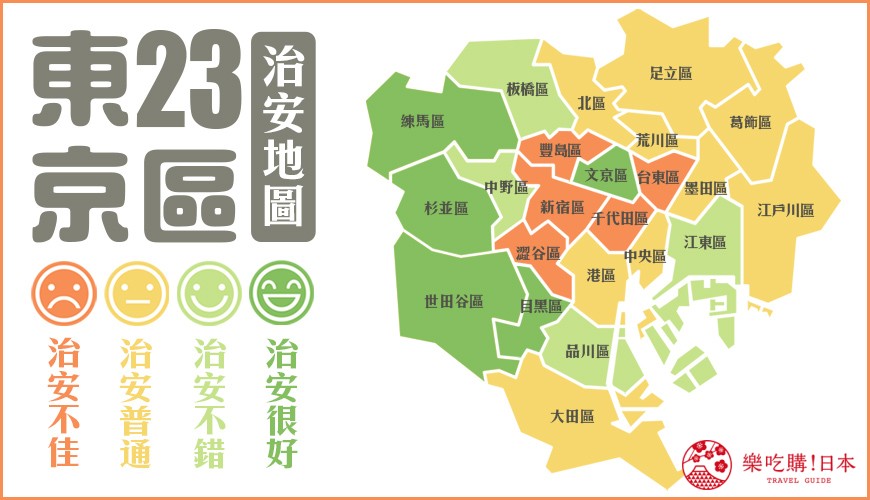 東京23區
治安地圖
治安不佳
治安普通
治安不錯
治安很好
足立區
板橋區
北區
葛飾區
練馬區
荒川區
豐島區
文京區
台東區
中野區
墨田區
杉並區
新宿區
千代田區
江戶川區
江東區
澀谷區
中央區
港區
世田谷區
目黑區
品川區
大田區
樂吃購!日本
TRAVEL GUIDE